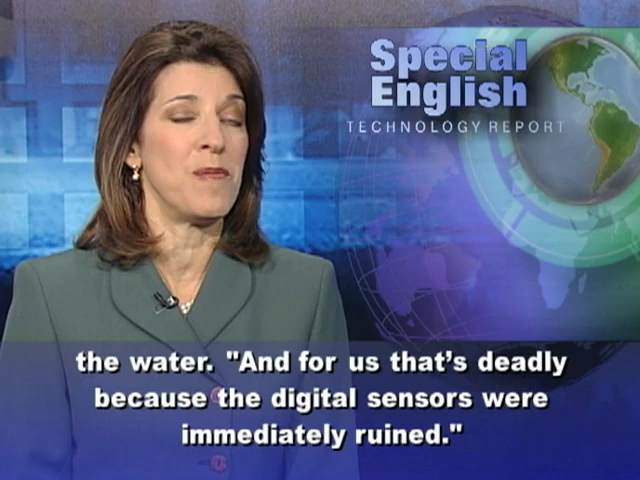 Special
English
TECHNOLOGY REPORT
the water. "And for us that's deadly
because the digital sensors were
immediately ruined."